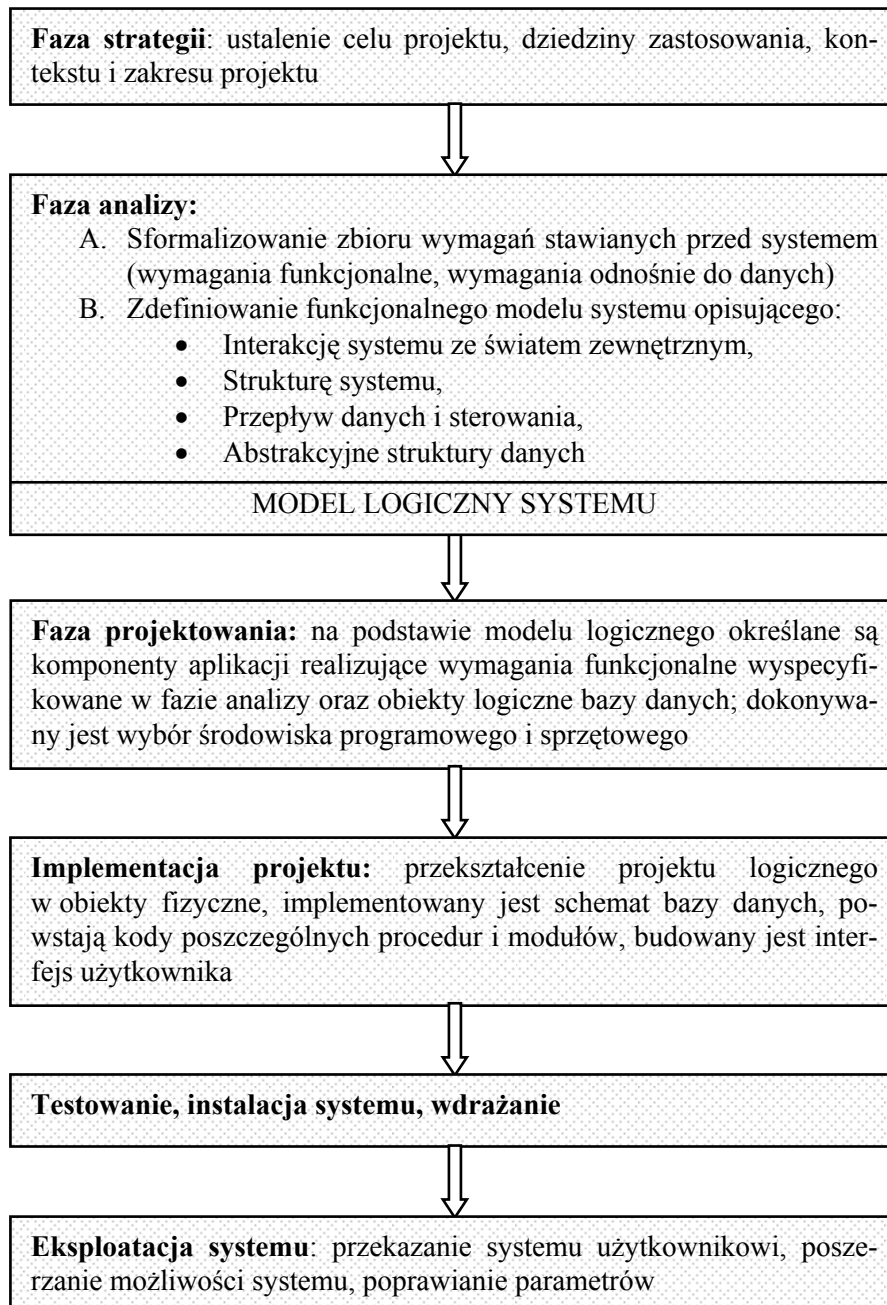 Faza strategii: ustalenie celu projektu, dziedziny zastosowania, kon-
tekstu i zakresu projektu
Faza analizy:
A. Sformalizowanie zbioru wymagań stawianych przed systemem
(wymagania funkcjonalne, wymagania odnośnie do danych)
B. Zdefiniowanie funkcjonalnego modelu systemu opisującego:
• Interakcję systemu ze światem zewnętrznym,
• Strukturę systemu,
• Przepływ danych i sterowania,
• Abstrakcyjne struktury danych
MODEL LOGICZNY SYSTEMU
Faza projektowania: na podstawie modelu logicznego określane są
komponenty aplikacji realizujące wymagania funkcjonalne wyspecyfi-
kowane w fazie analizy oraz obiekty logiczne bazy danych; dokonywa-
ny jest wybór środowiska programowego i sprzętowego
Implementacja projektu: przekształcenie projektu logicznego
w obiekty fizyczne, implementowany jest schemat bazy danych, po-
wstają kody poszczególnych procedur i modułów, budowany jest inter-
fejs użytkownika
Testowanie, instalacja systemu, wdrażanie
Eksploatacja systemu: przekazanie systemu użytkownikowi, posze-
rzanie możliwości systemu, poprawianie parametrów